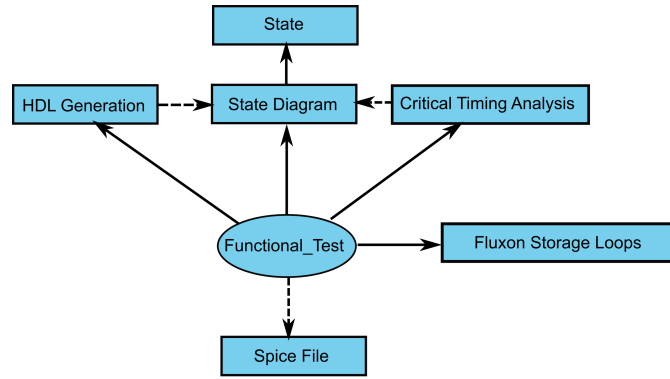 State
HDL Generation
State Diagram
Critical Timing Analysis
Functional_Test
Fluxon Storage Loops
Spice File